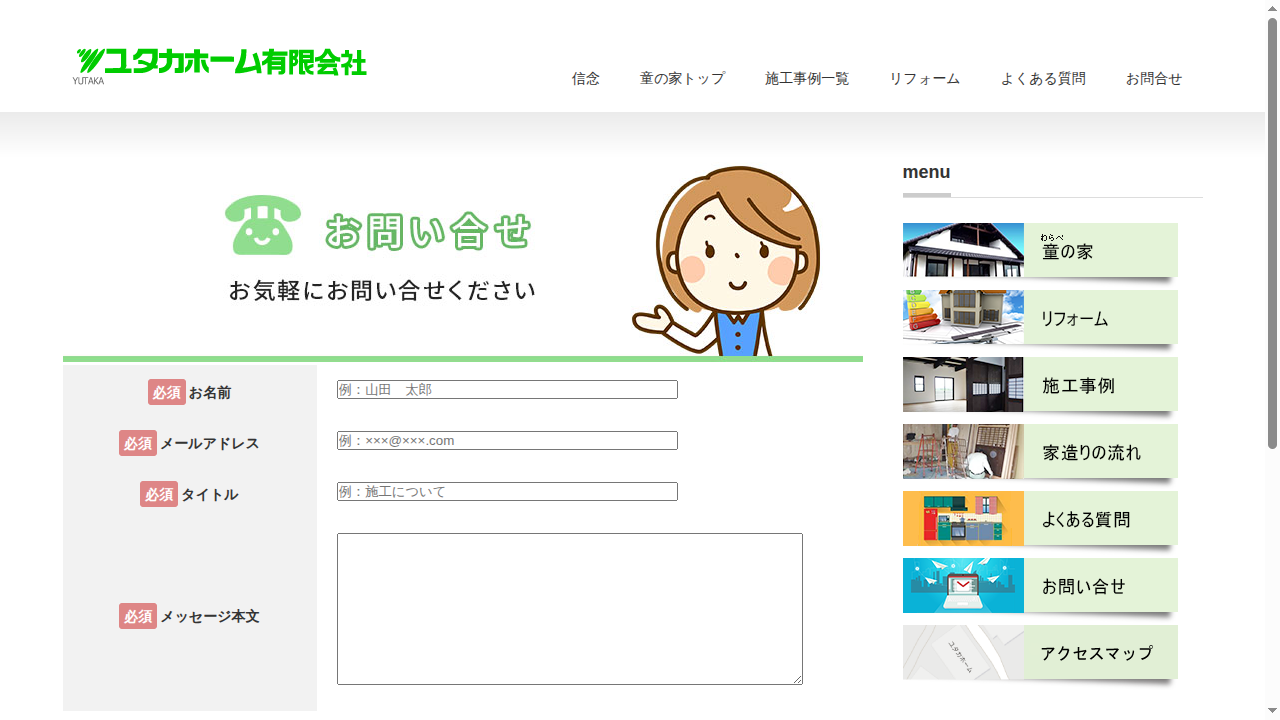 ユタカホーム有限会社
YUTAKA
信念
童の家トップ
施工事例一覧
リフォーム
よくある質問
お問合せ
お問い合せ
お気軽にお問い合せください
必須 お名前
例：山田　太郎
必須 メールアドレス
例：×××@×××.com
必須 タイトル
例：施工について
必須 メッセージ本文
menu
わらべ
童の家
リフォーム
施工事例
家造りの流れ
よくある質問
お問い合せ
ユタカホーム
アクセスマップ